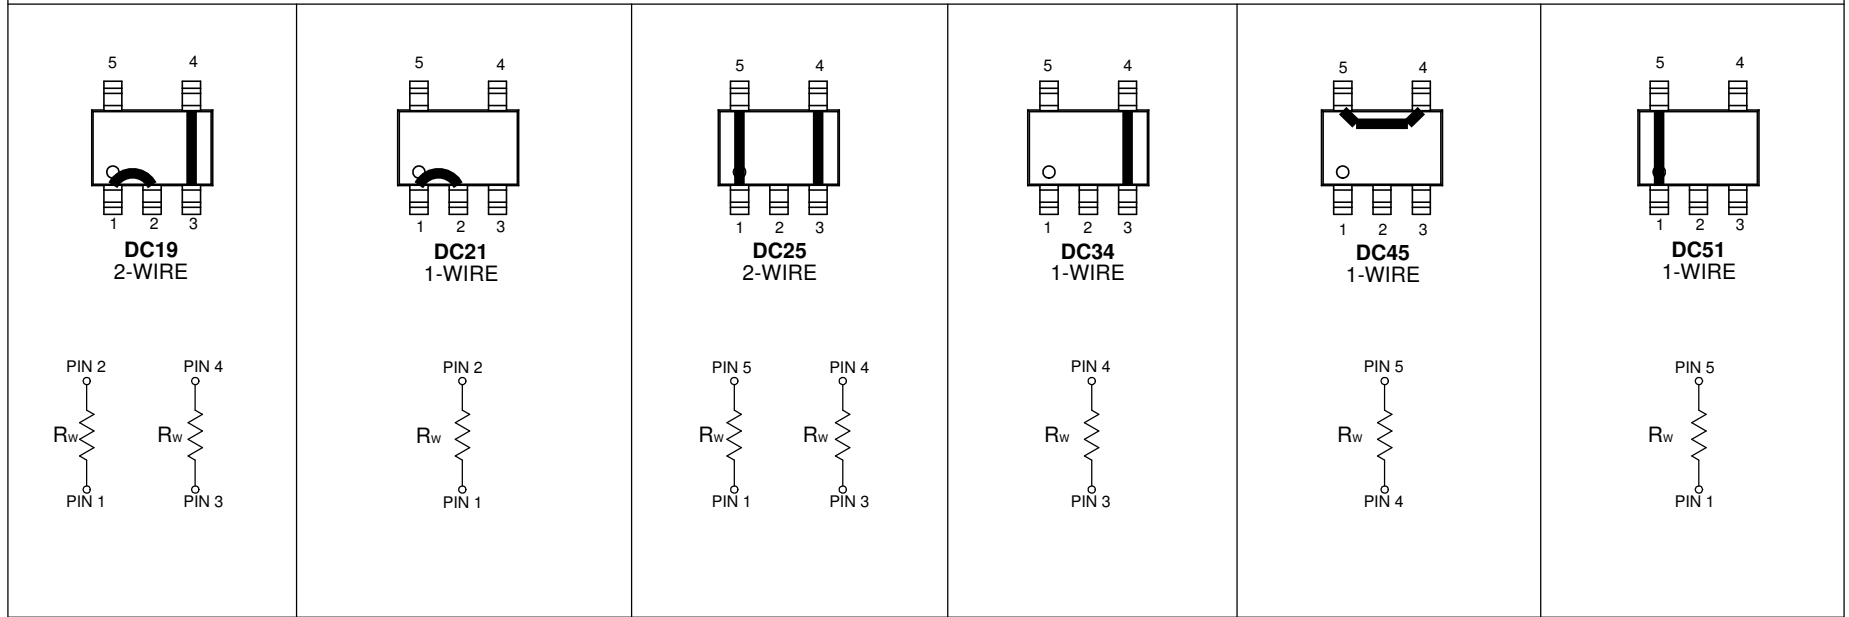 5 4
1 2 3
DC19
2-WIRE
PIN 2 PIN 4
RW RW
PIN 1 PIN 3
5 4
1 2 3
DC21
1-WIRE
PIN 2
RW
PIN 1
5 4
1 2 3
DC25
2-WIRE
PIN 5 PIN 4
RW RW
PIN 1 PIN 3
5 4
1 2 3
DC34
1-WIRE
PIN 4
RW
PIN 3
5 4
1 2 3
DC45
1-WIRE
PIN 5
RW
PIN 4
5 4
1 2 3
DC51
1-WIRE
PIN 5
RW
PIN 1